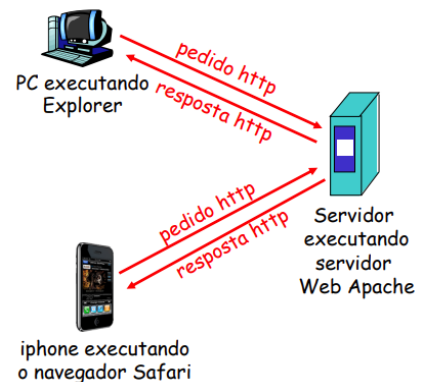 pedido http
resposta http
PC executando
Explorer
pedido http
resposta http
Servidor
executando
servidor
Web Apache
iphone executando
o navegador Safari